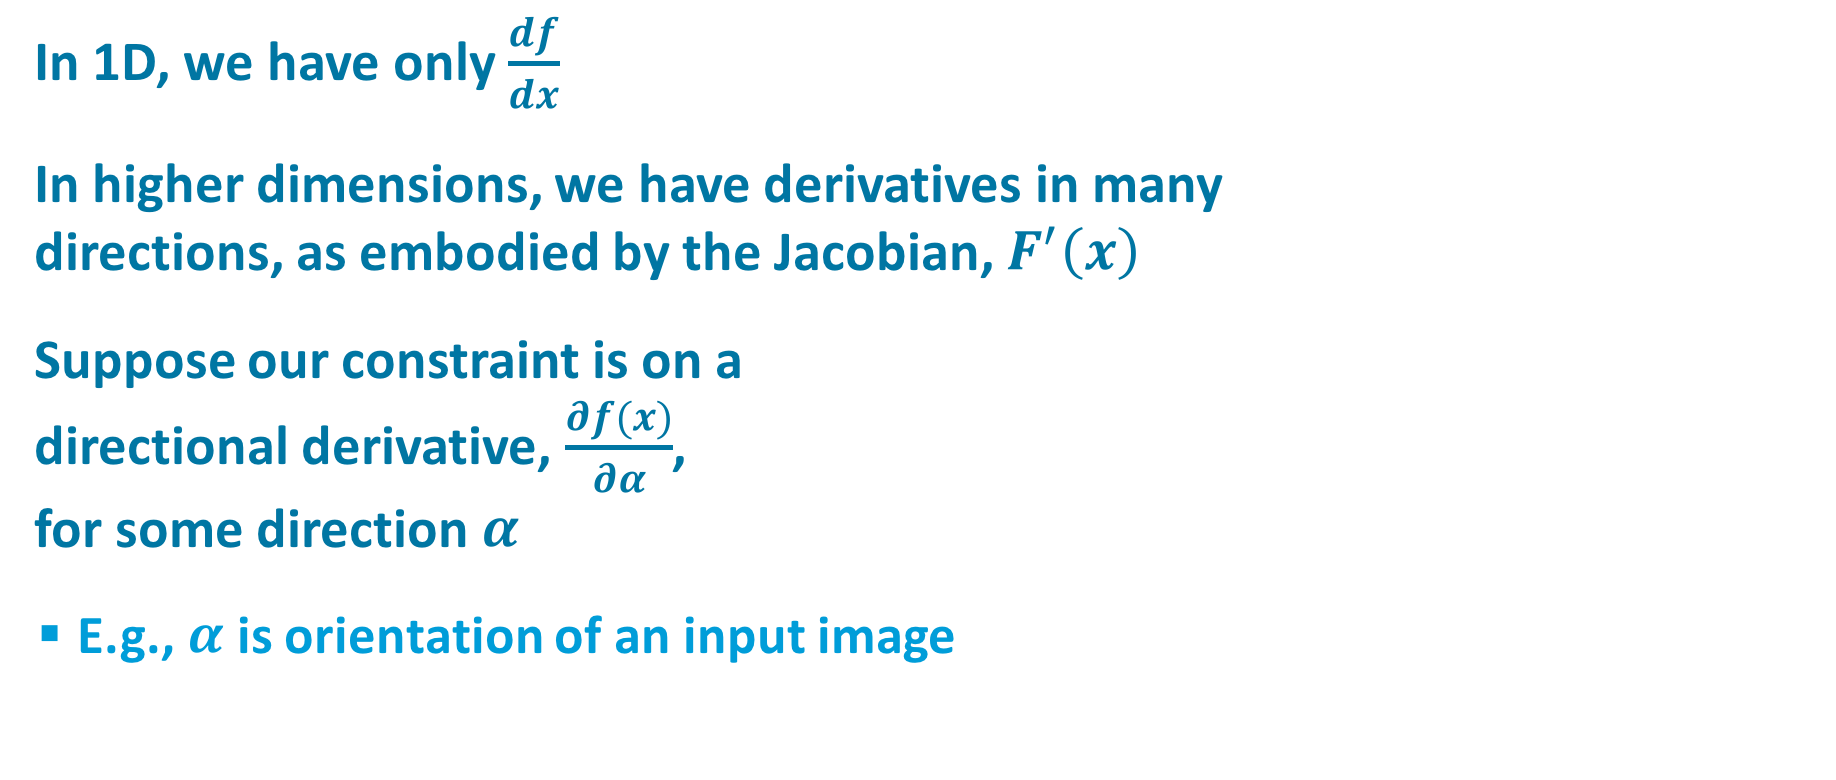 In 1D, we have only df/dx
In higher dimensions, we have derivatives in many
directions, as embodied by the Jacobian, F′(x)
Suppose our constraint is on a
directional derivative, ∂f(x)/∂α,
for some direction α
▪ E.g., α is orientation of an input image